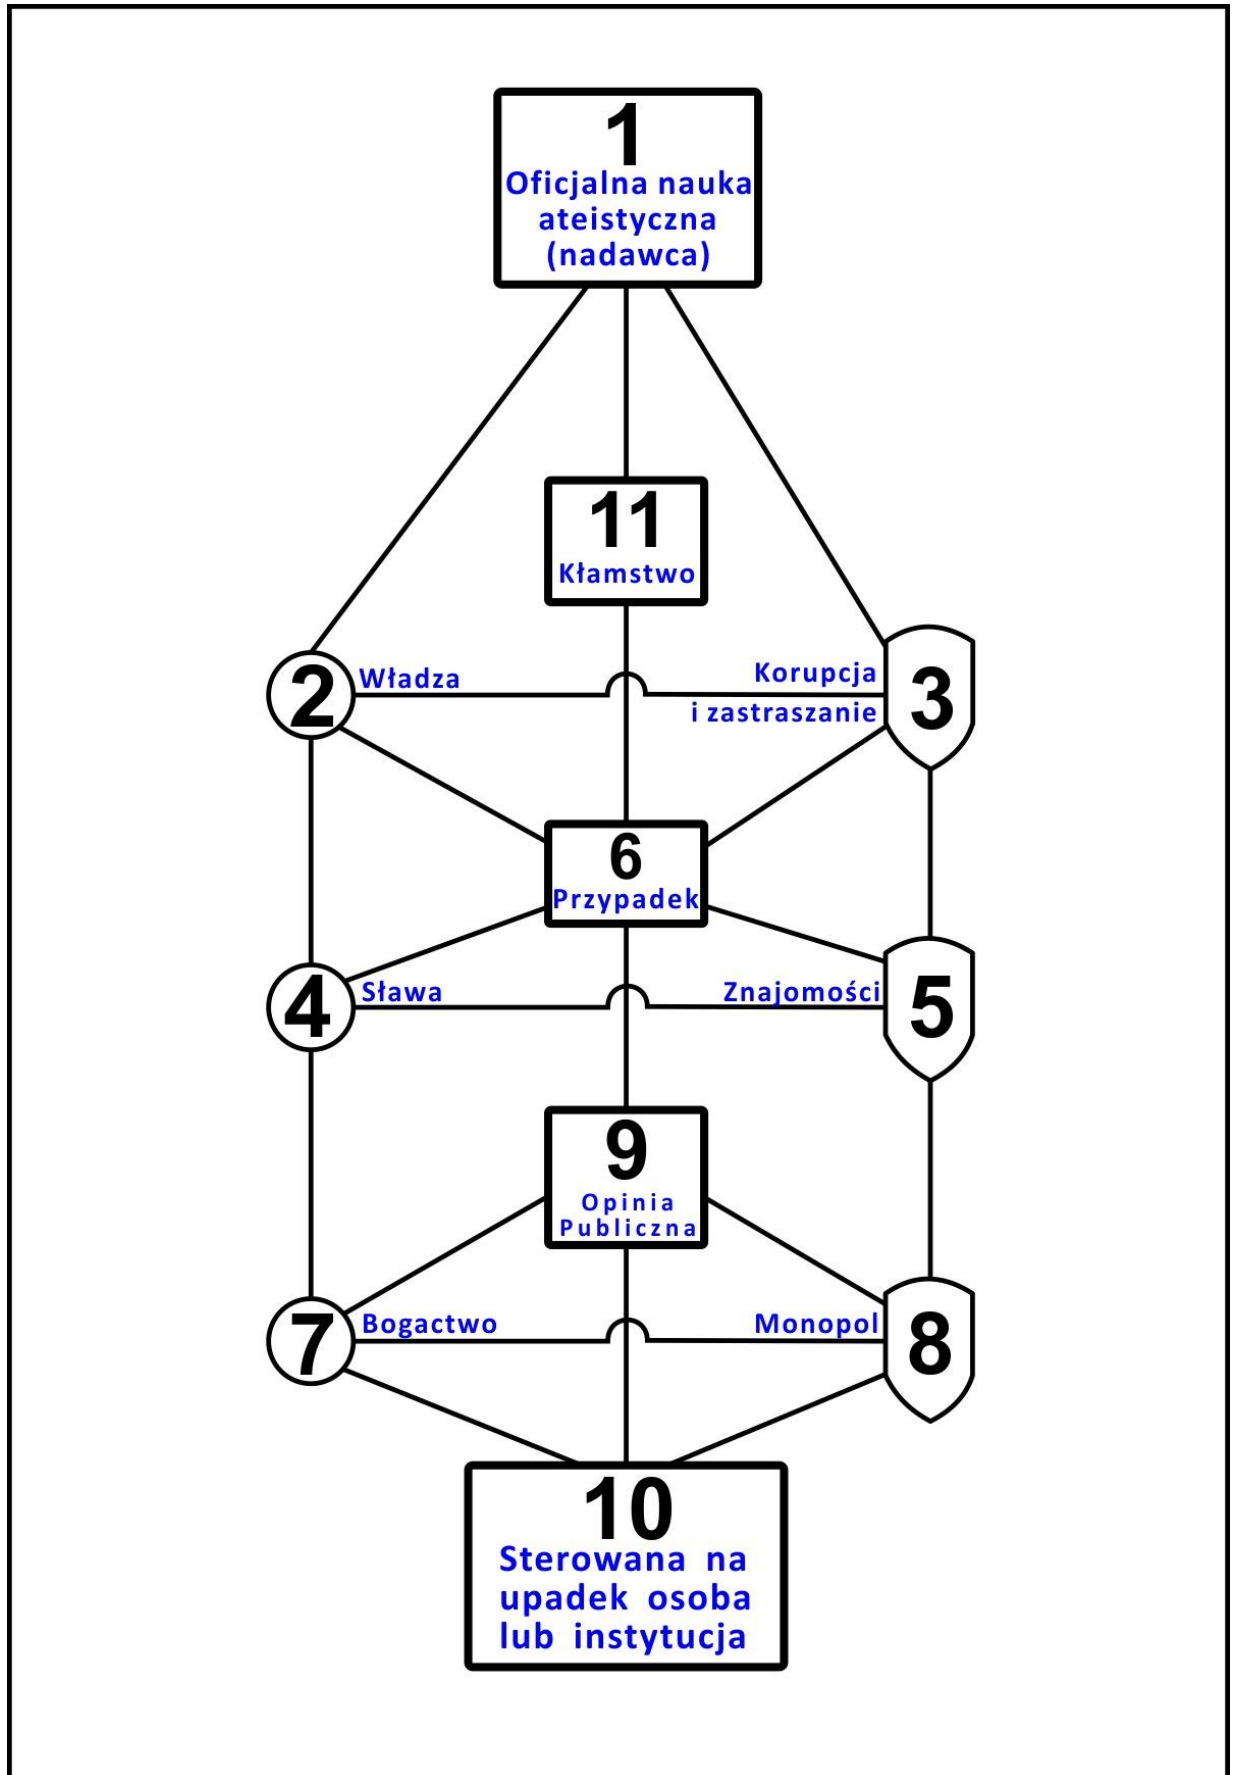 1
Oficjalna nauka
ateistyczna
(nadawca)
11
Kłamstwo
2
Władza
Korupcja
i zastraszanie
3
6
Przypadek
4
Sława
Znajomości
5
9
Opinia
Publiczna
7
Bogactwo
Monopol
8
10
Sterowana na
upadek osoba
lub instytucja